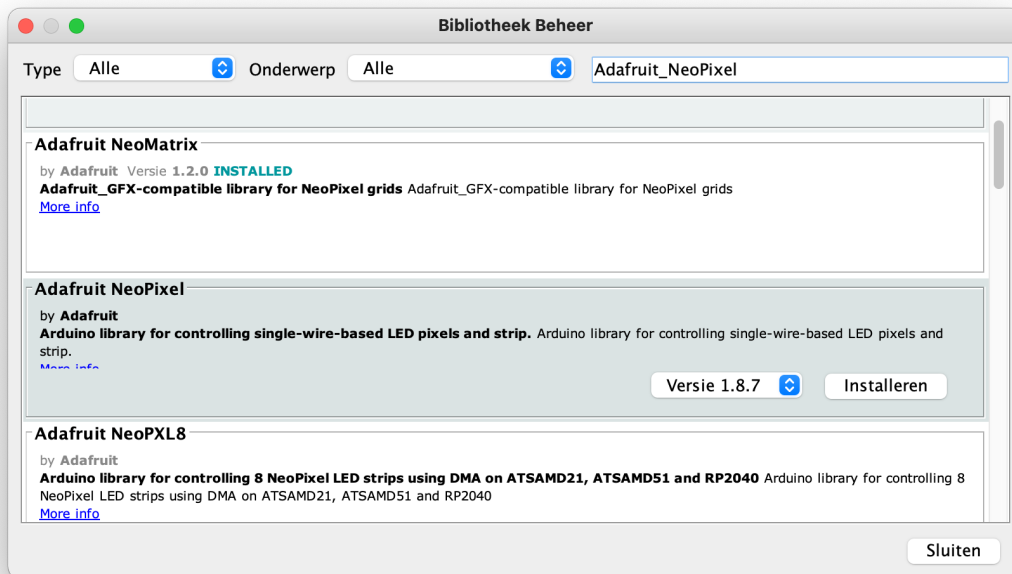 Bibliotheek Beheer
Type Alle Onderwerp Alle Adafruit_NeoPixel
Adafruit NeoMatrix
by Adafruit Versie 1.2.0 INSTALLED
Adafruit_GFX-compatible library for NeoPixel grids Adafruit_GFX-compatible library for NeoPixel grids
More info
Adafruit NeoPixel
by Adafruit
Arduino library for controlling single-wire-based LED pixels and strip. Arduino library for controlling single-wire-based LED pixels and
strip.
More info
Versie 1.8.7 Installeren
Adafruit NeoPXL8
by Adafruit
Arduino library for controlling 8 NeoPixel LED strips using DMA on ATSAMD21, ATSAMD51 and RP2040 Arduino library for controlling 8
NeoPixel LED strips using DMA on ATSAMD21, ATSAMD51 and RP2040
More info
Sluiten